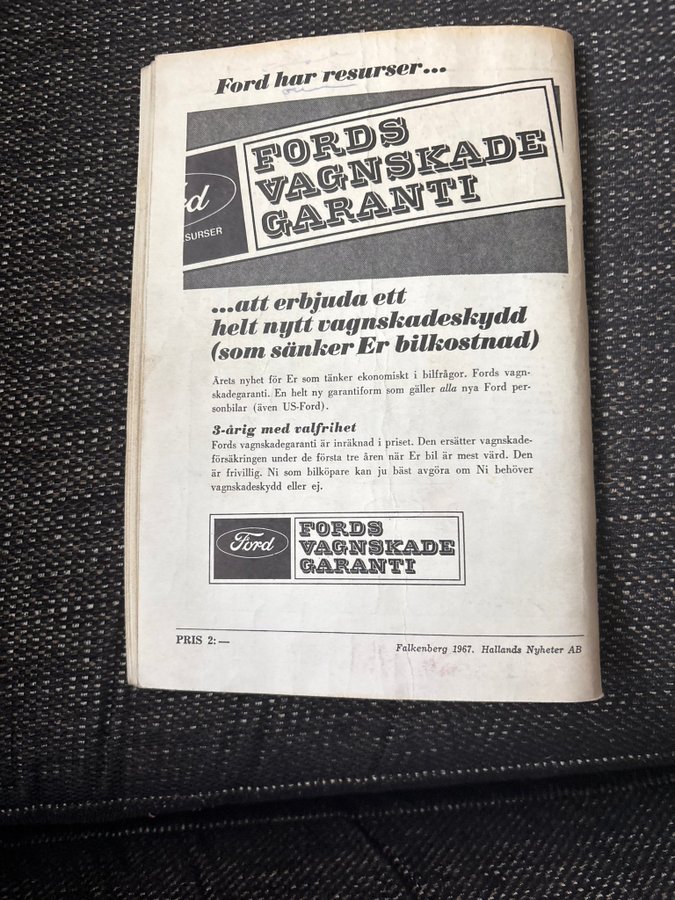 Ford har resurser...
FORDS
VAGNSKADE
GARANTI
rd
ESURSER
...att erbjuda ett
helt nytt vagnskadeskydd
(som sänker Er bilkostnad)
Årets nyhet för Er som tänker ekonomiskt i bilfrågor. Fords vagn-
skadegaranti. En helt ny garantiform som gäller alla nya Ford per-
sonbilar (även US-Ford).
3-årig med valfrihet
Fords vagnskadegaranti är inräknad i priset. Den ersätter vagnskade-
försäkringen under de första tre åren när Er bil är mest värd. Den
är frivillig. Ni som bilköpare kan ju bäst avgöra om Ni behöver
vagnskadeskydd eller ej.
Ford
FORDS
VAGNSKADE
GARANTI
PRIS 2:—
Falkenberg 1967. Hallands Nyheter AB